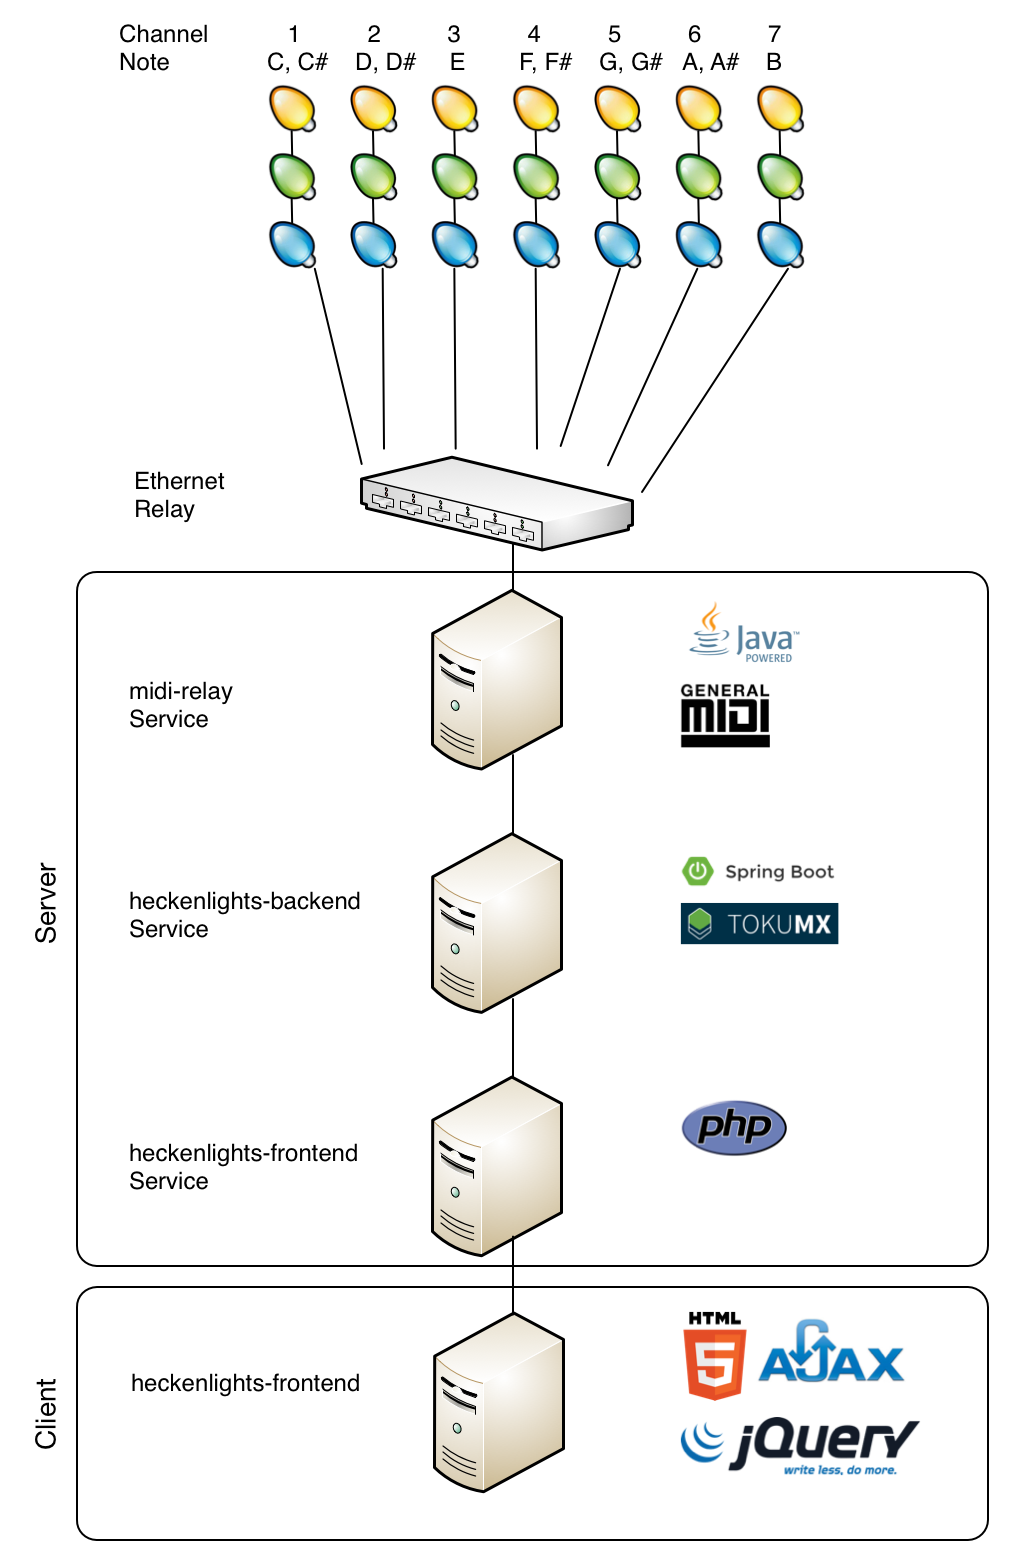 Channel 1 2 3 4 5 6 7
Note C, C# D, D# E F, F# G, G# A, A# B
Ethernet
Relay
Java™
POWERED
midi-relay
Service
GENERAL
MIDI
Server
heckenlights-backend
Service
Spring Boot
TOKUMX
heckenlights-frontend
Service
php
Client
heckenlights-frontend
HTML
5
AJAX
jQuery
write less, do more.